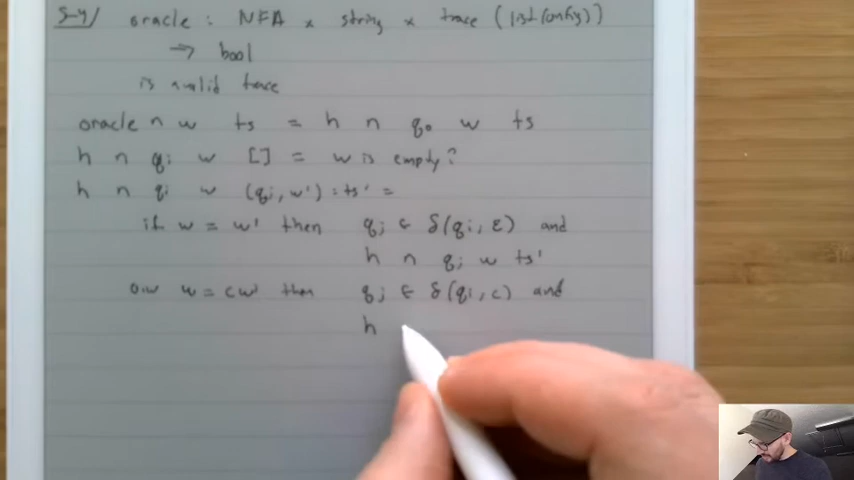 5-4/ oracle : NFA x string x trace (list config)
→ bool
is valid trace
oracle n w ts = h n q₀ w ts
h n qi w [] = w is empty?
h n qi w (qj, w') :: ts' =
if w = w' then qj ∈ δ(qi, ε) and
h n qj w ts'
o.w w = cw' then qj ∈ δ(qi, c) and
h